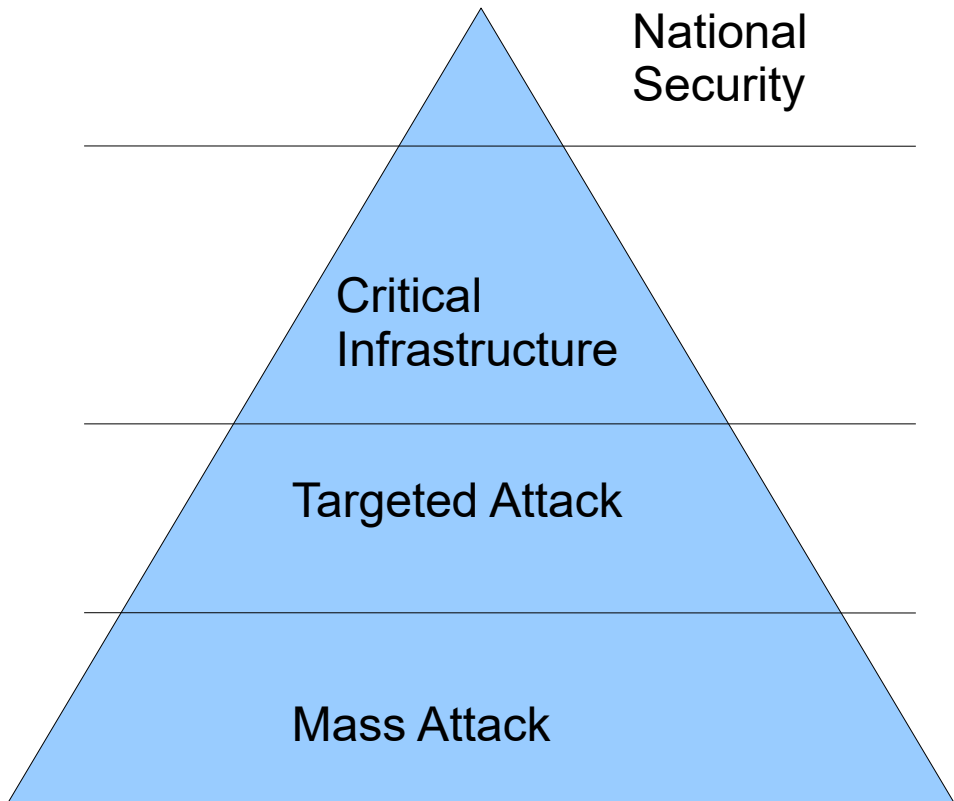 National
Security
Critical
Infrastructure
Targeted Attack
Mass Attack